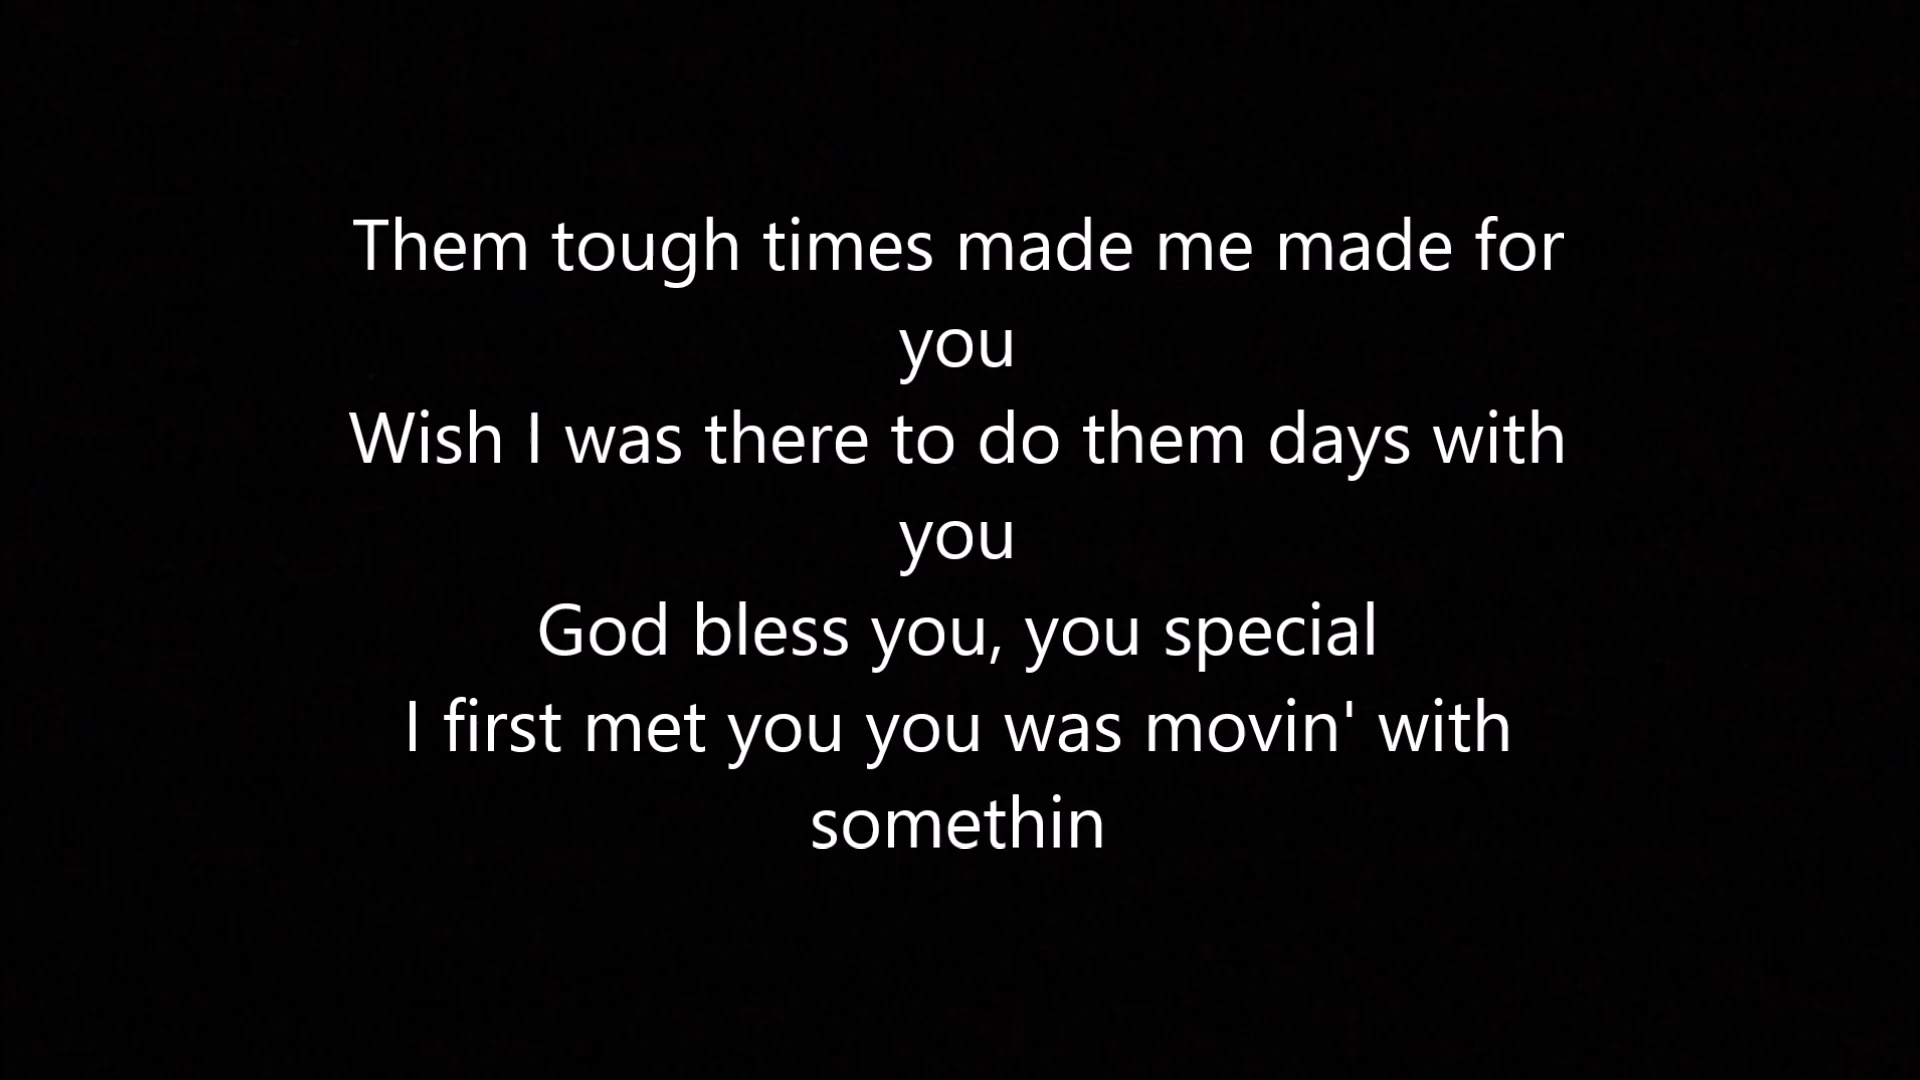 Them tough times made me made for
you
Wish I was there to do them days with
you
God bless you, you special
I first met you you was movin' with
somethin